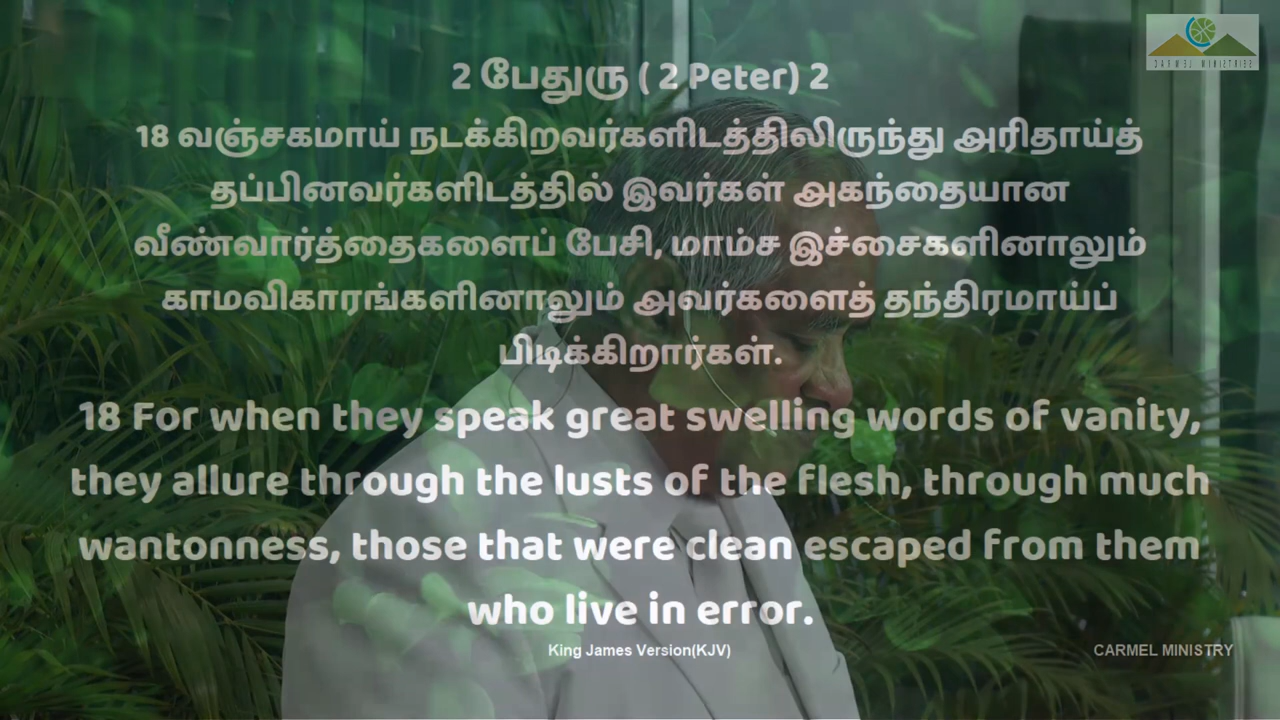 CARMEL MINISTRIES
2 பேதுரு ( 2 Peter) 2
18 வஞ்சகமாய் நடக்கிறவர்களிடத்திலிருந்து அரிதாய்த்
தப்பினவர்களிடத்தில் இவர்கள் அகந்தையான
வீண்வார்த்தைகளைப் பேசி, மாம்ச இச்சைகளினாலும்
காமவிகாரங்களினாலும் அவர்களைத் தந்திரமாய்ப்
பிடிக்கிறார்கள்.
18 For when they speak great swelling words of vanity,
they allure through the lusts of the flesh, through much
wantonness, those that were clean escaped from them
who live in error.
King James Version(KJV)
CARMEL MINISTRY